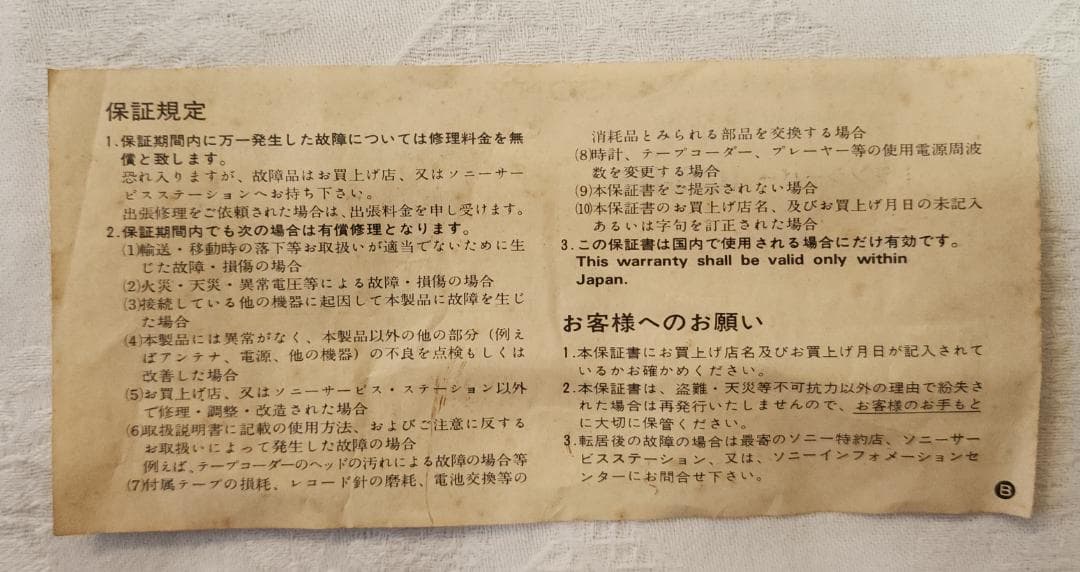 保証規定
1.保証期間内に万一発生した故障については修理料金を無
償と致します。
恐れ入りますが、故障品はお買上げ店、又はソニーサー
ビスステーションへお持ち下さい。
出張修理をご依頼された場合は、出張料金を申し受けます。
2.保証期間内でも次の場合は有償修理となります。
(1)輸送・移動時の落下等お取扱いが適当でないために生
じた故障・損傷の場合
(2)火災・天災・異常電圧等による故障・損傷の場合
(3)接続している他の機器に起因して本製品に故障を生じ
た場合
(4)本製品には異常がなく、本製品以外の他の部分（例え
ばアンテナ、電源、他の機器）の不良を点検もしくは
改善した場合
(5)お買上げ店、又はソニーサービス・ステーション以外
で修理・調整・改造された場合
(6)取扱説明書に記載の使用方法、およびご注意に反する
お取扱いによって発生した故障の場合
例えば、テープコーダーのヘッドの汚れによる故障の場合等
(7)付属テープの損耗、レコード針の磨耗、電池交換等の
消耗品とみられる部品を交換する場合
(8)時計、テープコーダー、プレーヤー等の使用電源周波
数を変更する場合
(9)本保証書をご提示されない場合
(10)本保証書のお買上げ店名、及びお買上げ月日の未記入
あるいは字句を訂正された場合
3.この保証書は国内で使用される場合にだけ有効です。
This warranty shall be valid only within
Japan.
お客様へのお願い
1.本保証書にお買上げ店名及びお買上げ月日が記入されて
いるかお確かめください。
2.本保証書は、盗難・天災等不可抗力以外の理由で紛失さ
れた場合は再発行いたしませんので、お客様のお手もと
に大切に保管ください。
3.転居後の故障の場合は最寄のソニー特約店、ソニーサー
ビスステーション、又は、ソニーインフォメーションセ
ンターにお問合せ下さい。
B